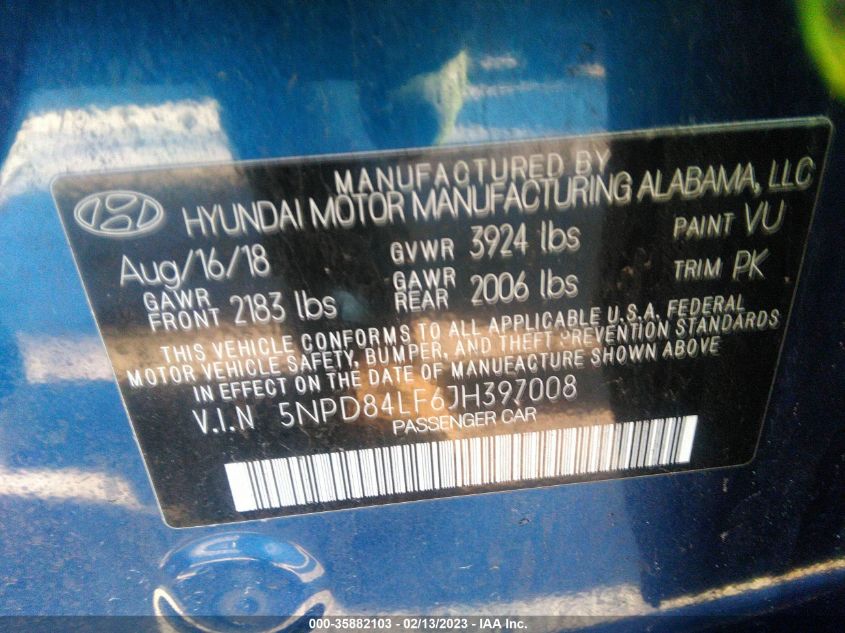 MANUFACTURED BY
HYUNDAI MOTOR MANUFACTURING ALABAMA, LLC
Aug/16/18 GVWR 3924 lbs PAINT VU
GAWR FRONT 2183 lbs GAWR REAR 2006 lbs TRIM PK
THIS VEHICLE CONFORMS TO ALL APPLICABLE U.S.A. FEDERAL
MOTOR VEHICLE SAFETY, BUMPER, AND THEFT PREVENTION STANDARDS
IN EFFECT ON THE DATE OF MANUFACTURE SHOWN ABOVE
V.I.N 5NPD84LF6JH397008
PASSENGER CAR
000-35882103 - 02/13/2023 - IAA Inc.